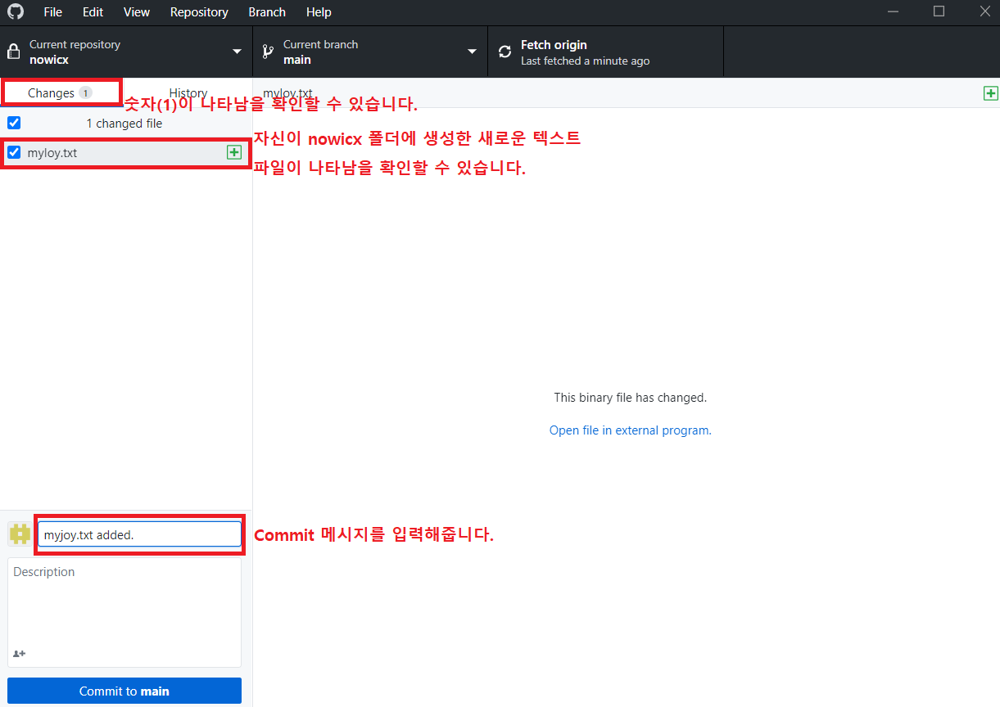 File Edit View Repository Branch Help
Current repository
nowicx
Current branch
main
Fetch origin
Last fetched a minute ago
Changes 1
History
myloy.txt
숫자(1)이 나타남을 확인할 수 있습니다.
1 changed file
myloy.txt
자신이 nowicx 폴더에 생성한 새로운 텍스트
파일이 나타남을 확인할 수 있습니다.
This binary file has changed.
Open file in external program.
myjoy.txt added.
Commit 메시지를 입력해줍니다.
Description
Commit to main